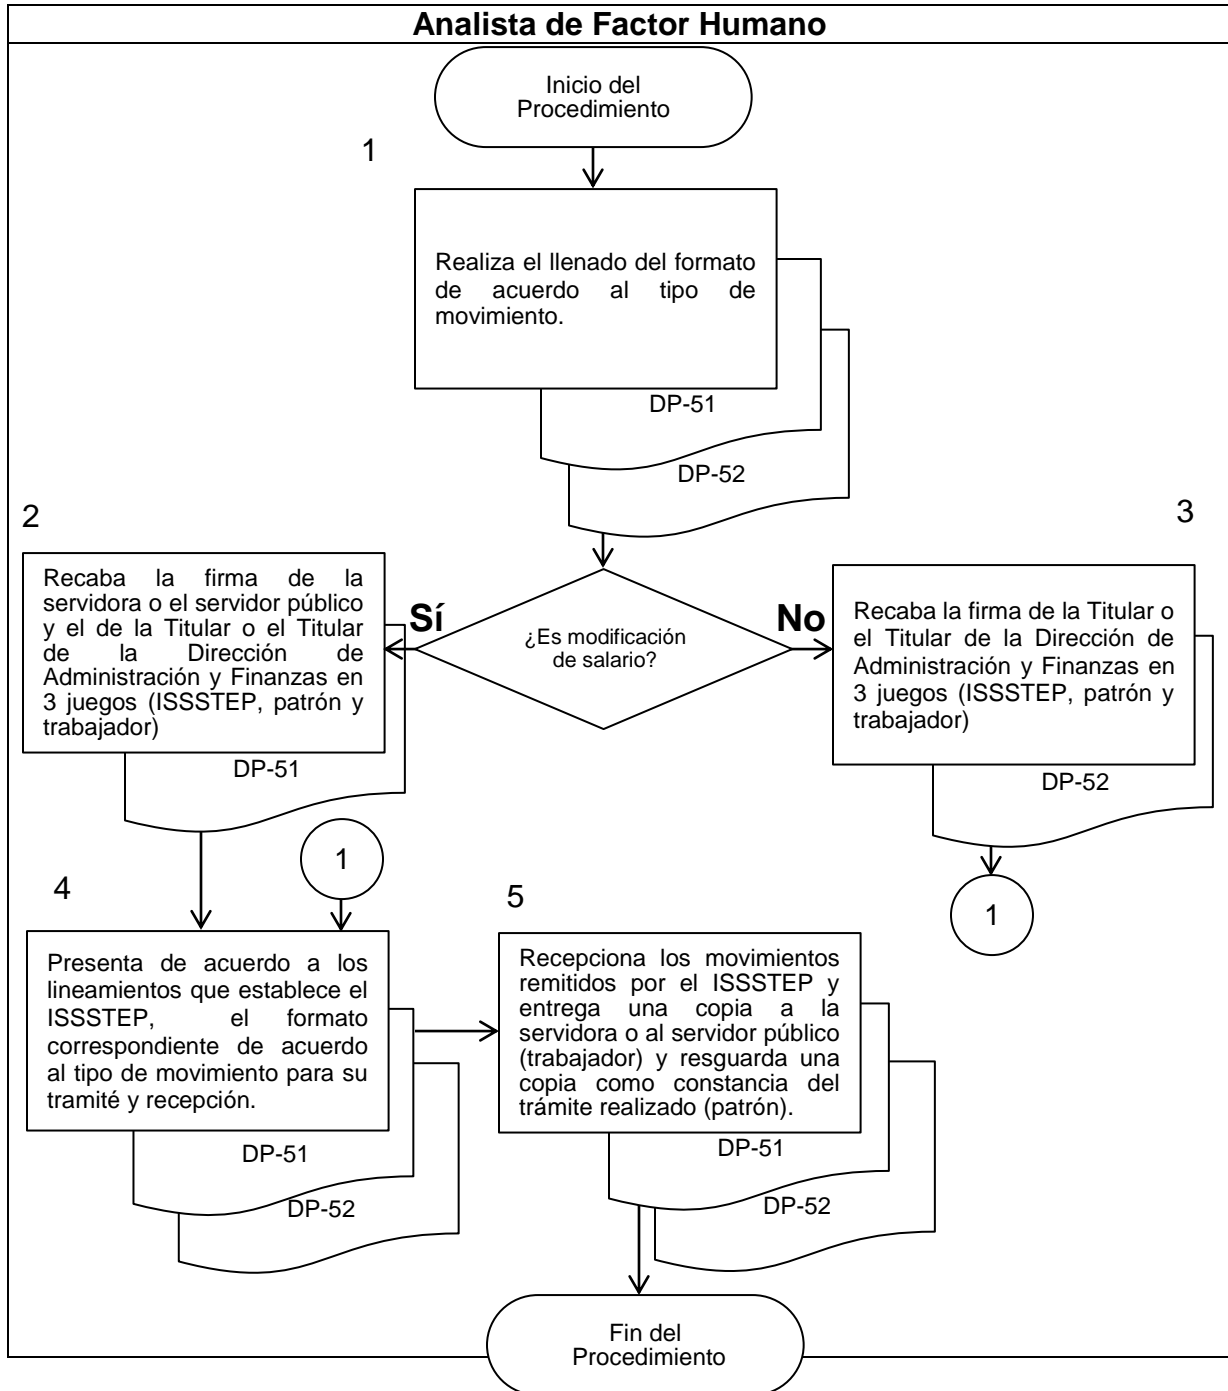 Analista de Factor Humano
Inicio del
Procedimiento
1
Realiza el llenado del formato
de acuerdo al tipo de
movimiento.
DP-51
DP-52
2
Recaba la firma de la
servidora o el servidor público
y el de la Titular o el Titular
de la Dirección de
Administración y Finanzas en
3 juegos (ISSSTEP, patrón y
trabajador)
DP-51
Sí
¿Es modificación
de salario?
No
3
Recaba la firma de la Titular o
el Titular de la Dirección de
Administración y Finanzas en
3 juegos (ISSSTEP, patrón y
trabajador)
DP-52
1
1
4
Presenta de acuerdo a los
lineamientos que establece el
ISSSTEP, el formato
correspondiente de acuerdo
al tipo de movimiento para su
tramité y recepción.
DP-51
DP-52
5
Recepciona los movimientos
remitidos por el ISSSTEP y
entrega una copia a la
servidora o al servidor público
(trabajador) y resguarda una
copia como constancia del
trámite realizado (patrón).
DP-51
DP-52
Fin del
Procedimiento